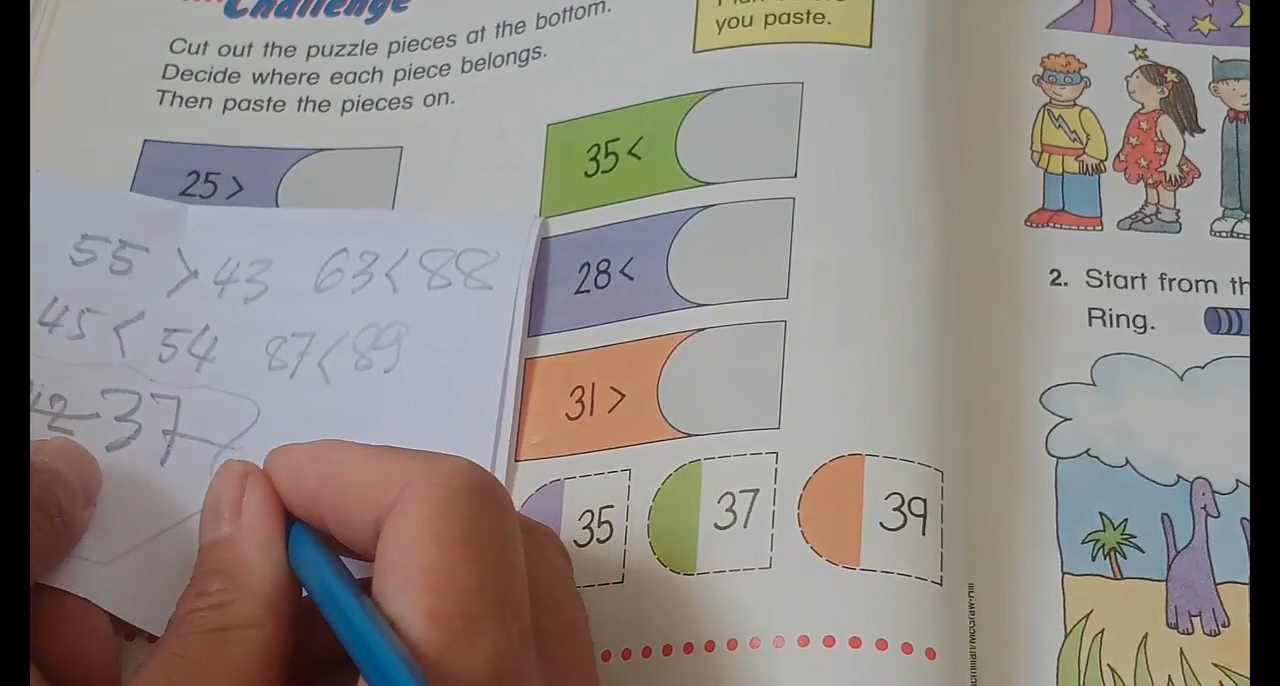 Challenge
Cut out the puzzle pieces at the bottom.
Decide where each piece belongs.
Then paste the pieces on.
you paste.
25 >
35 <
28 <
31 >
55 > 43 63 < 88
45 < 54 87 < 89
37
35
37
39
2. Start from th
Ring.